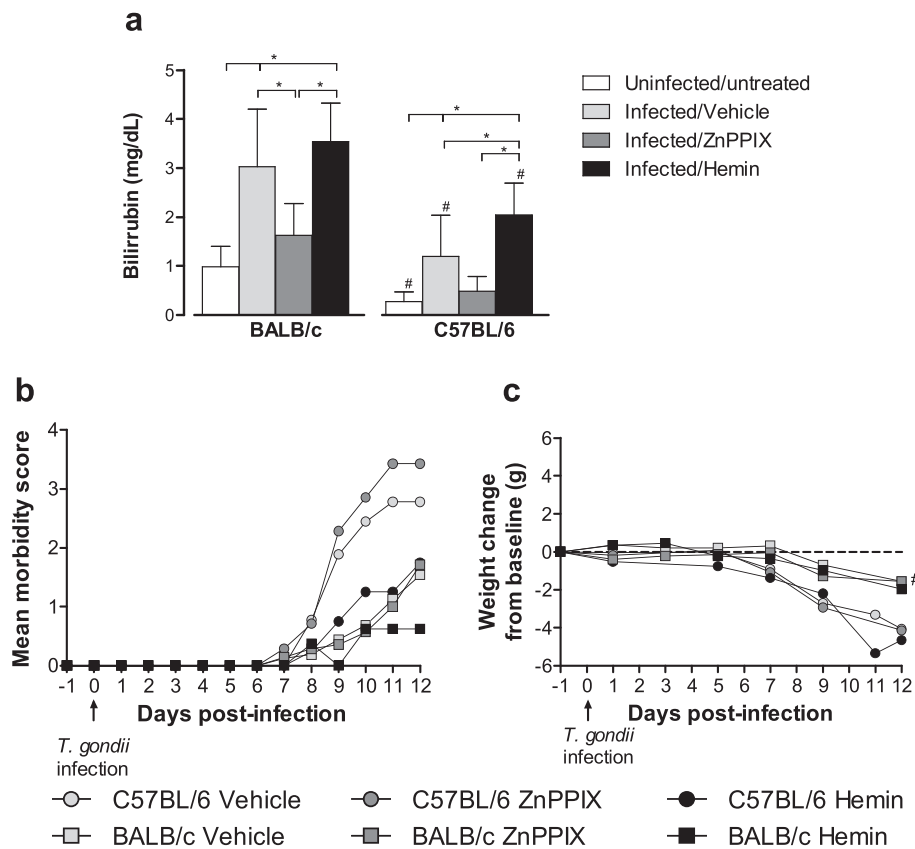 a
*
* *
5
4
3
2
1
0
Bilirrubin (mg/dL)
BALB/c
*
*
*
#
#
#
C57BL/6
Uninfected/untreated
Infected/Vehicle
Infected/ZnPPIX
Infected/Hemin
b
4
3
2
1
0
Mean morbidity score
-1 0 1 2 3 4 5 6 7 8 9 10 11 12
Days post-infection
T. gondii
infection
c
6
4
2
0
-2
-4
-6
Weight change
from baseline (g)
#
-1 0 1 2 3 4 5 6 7 8 9 10 11 12
Days post-infection
T. gondii
infection
C57BL/6 Vehicle C57BL/6 ZnPPIX C57BL/6 Hemin
BALB/c Vehicle BALB/c ZnPPIX BALB/c Hemin